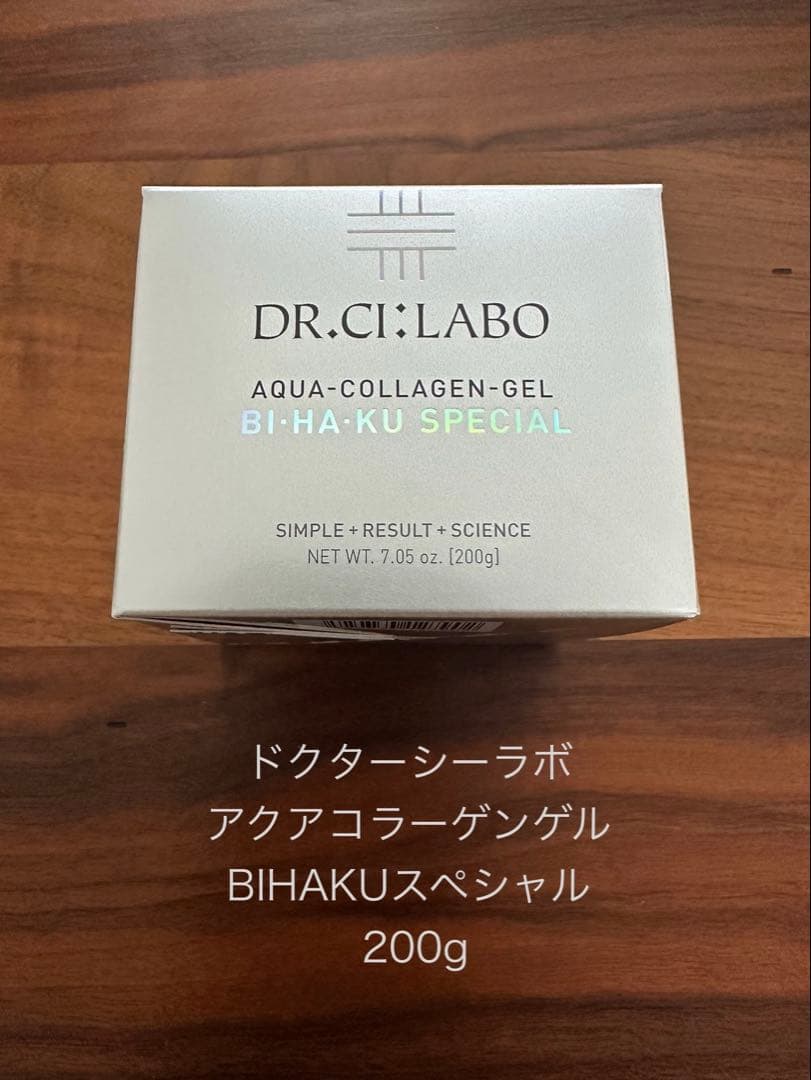 DR.CI:LABO
AQUA-COLLAGEN-GEL
BI·HA·KU SPECIAL
SIMPLE + RESULT + SCIENCE
NET WT. 7.05 oz. [200g]
ドクターシーラボ
アクアコラーゲンゲル
BIHAKUスペシャル
200g